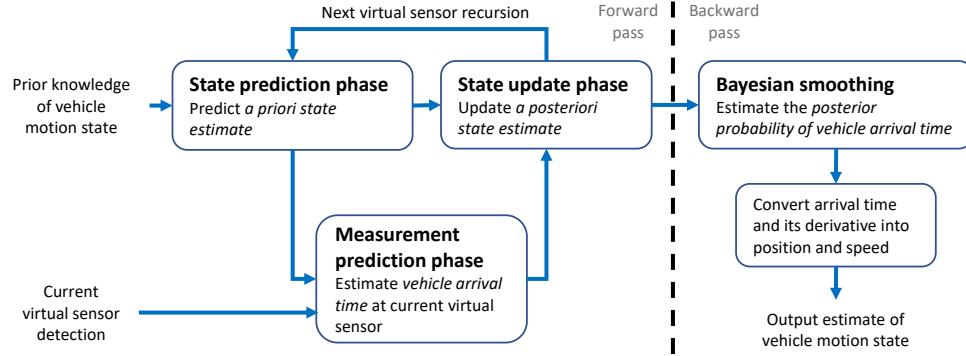 Next virtual sensor recursion
Forward
pass
Backward
pass
Prior knowledge
of vehicle
motion state
State prediction phase
Predict a priori state
estimate
State update phase
Update a posteriori
state estimate
Bayesian smoothing
Estimate the posterior
probability of vehicle arrival time
Measurement
prediction phase
Estimate vehicle arrival
time at current virtual
sensor
Convert arrival time
and its derivative into
position and speed
Current
virtual sensor
detection
Output estimate of
vehicle motion state